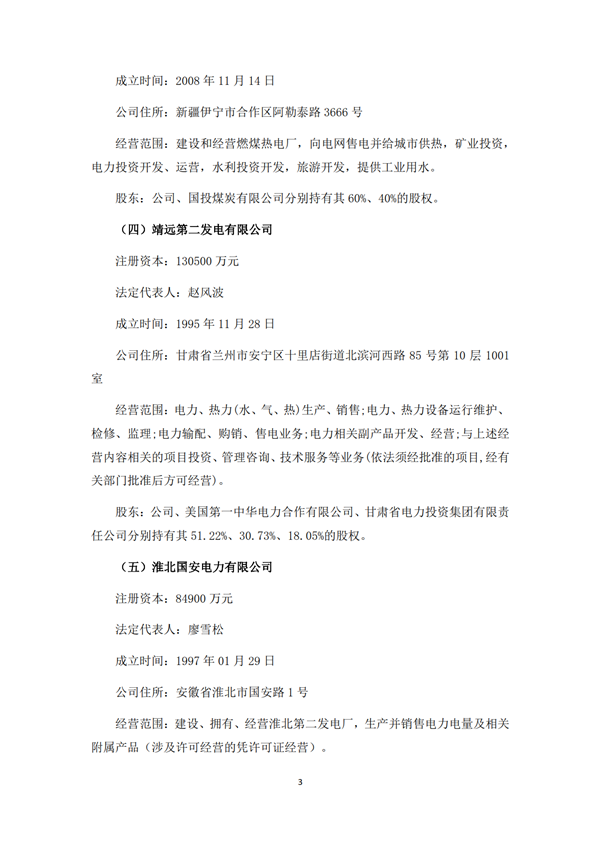 成立时间：2008 年 11 月 14 日
公司住所：新疆伊宁市合作区阿勒泰路 3666 号
经营范围：建设和经营燃煤热电厂，向电网售电并给城市供热，矿业投资，
电力投资开发、运营，水利投资开发，旅游开发，提供工业用水。
股东：公司、国投煤炭有限公司分别持有其 60%、40%的股权。
（四）靖远第二发电有限公司
注册资本：130500 万元
法定代表人：赵风波
成立时间：1995 年 11 月 28 日
公司住所：甘肃省兰州市安宁区十里店街道北滨河西路 85 号第 10 层 1001
室
经营范围：电力、热力(水、气、热)生产、销售;电力、热力设备运行维护、
检修、监理;电力输配、购销、售电业务;电力相关副产品开发、经营;与上述经
营内容相关的项目投资、管理咨询、技术服务等业务(依法须经批准的项目,经有
关部门批准后方可经营)。
股东：公司、美国第一中华电力合作有限公司、甘肃省电力投资集团有限责
任公司分别持有其 51.22%、30.73%、18.05%的股权。
（五）淮北国安电力有限公司
注册资本：84900 万元
法定代表人：廖雪松
成立时间：1997 年 01 月 29 日
公司住所：安徽省淮北市国安路 1 号
经营范围：建设、拥有、经营淮北第二发电厂，生产并销售电力电量及相关
附属产品（涉及许可经营的凭许可证经营）。
3